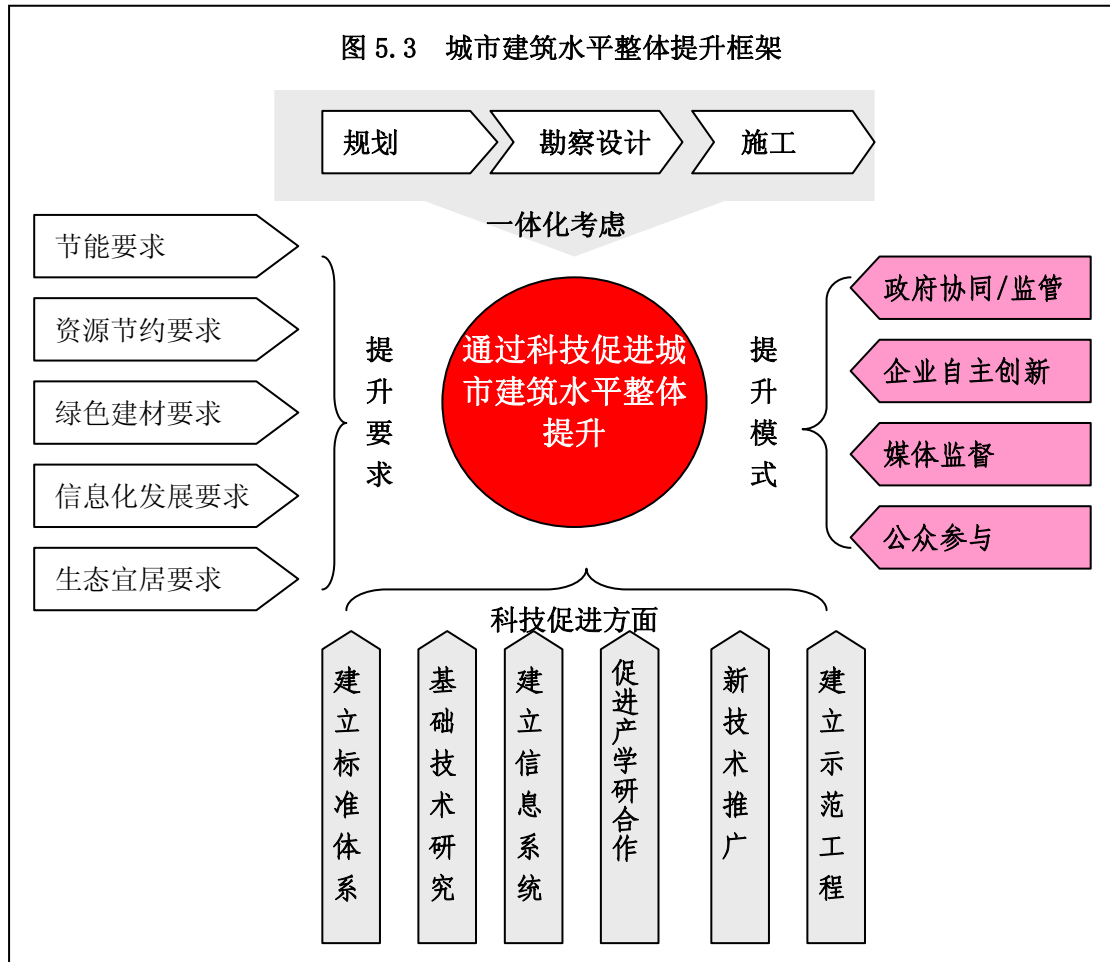 图 5.3 城市建筑水平整体提升框架
规划
勘察设计
施工
一体化考虑
节能要求
资源节约要求
绿色建材要求
信息化发展要求
生态宜居要求
提升要求
通过科技促进城
市建筑水平整体
提升
提升模式
政府协同/监管
企业自主创新
媒体监督
公众参与
科技促进方面
建立标准体系
基础技术研究
建立信息系统
促进产学研合作
新技术推广
建立示范工程